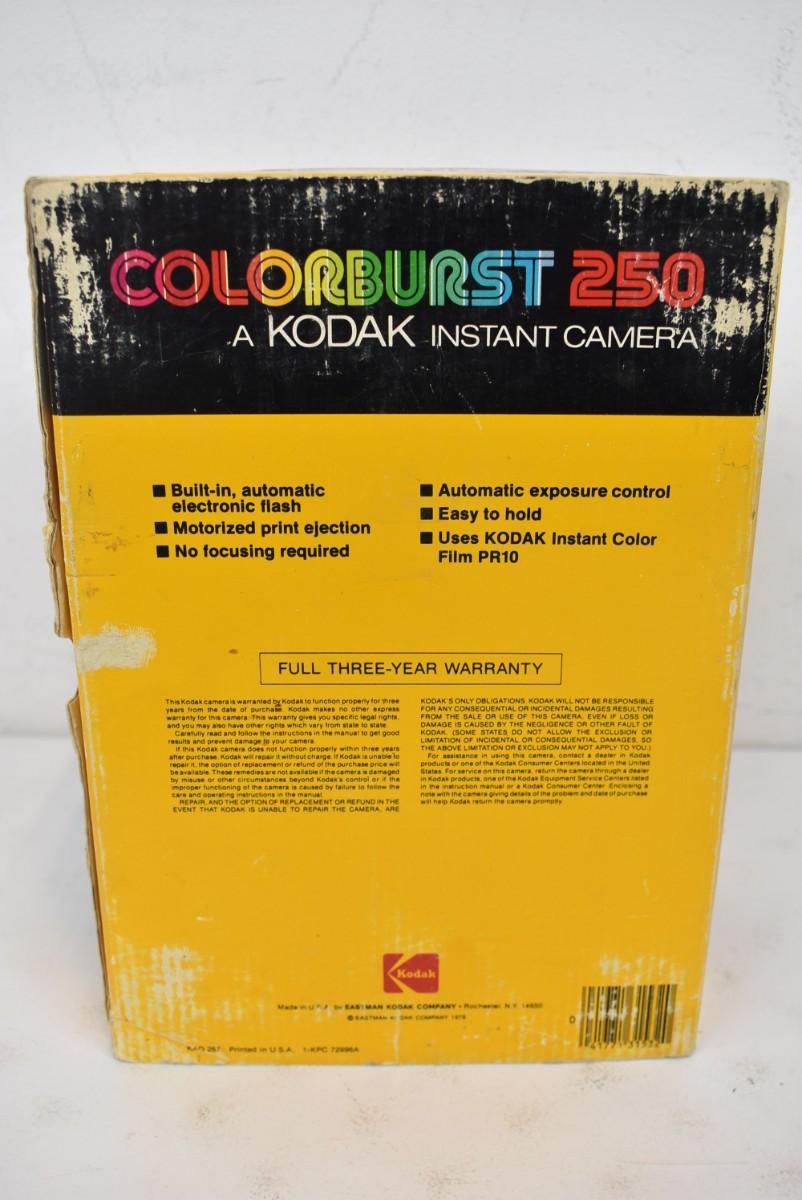 COLORBURST 250
A KODAK INSTANT CAMERA
■ Built-in, automatic
electronic flash
■ Motorized print ejection
■ No focusing required
■ Automatic exposure control
■ Easy to hold
■ Uses KODAK Instant Color
Film PR10
FULL THREE-YEAR WARRANTY
This Kodak camera is warranted by Kodak to function properly for three
years from the date of purchase. Kodak makes no other express
warranty for this camera. This warranty gives you specific legal rights,
and you may also have other rights which vary from state to state.
Carefully read and follow the instructions in the manual to get good
results and prevent damage to your camera.
If this Kodak camera does not function properly within three years
after purchase, Kodak will repair it without charge. If Kodak is unable to
repair it, the option of replacement or refund of the purchase price will
be available. These remedies are not available if the camera is damaged
by misuse or other circumstances beyond Kodak's control or if the
improper functioning of the camera is caused by failure to follow the
care and operating instructions in the manual.
REPAIR, AND THE OPTION OF REPLACEMENT OR REFUND IN THE
EVENT THAT KODAK IS UNABLE TO REPAIR THE CAMERA, ARE
KODAK'S ONLY OBLIGATIONS. KODAK WILL NOT BE RESPONSIBLE
FOR ANY CONSEQUENTIAL OR INCIDENTAL DAMAGES RESULTING
FROM THE SALE OR USE OF THIS CAMERA, EVEN IF LOSS OR
DAMAGE IS CAUSED BY THE NEGLIGENCE OR OTHER FAULT OF
KODAK. (SOME STATES DO NOT ALLOW THE EXCLUSION OR
LIMITATION OF INCIDENTAL OR CONSEQUENTIAL DAMAGES, SO
THE ABOVE LIMITATION OR EXCLUSION MAY NOT APPLY TO YOU.)
For assistance in using this camera, contact a dealer in Kodak
products or one of the Kodak Consumer Centers located in the United
States. For service on this camera, return the camera through a dealer
in Kodak products, one of the Kodak Equipment Service Centers listed
in the instruction manual or a Kodak Consumer Center. Enclosing a
note with the camera giving details of the problem and date of purchase
will help Kodak return the camera promptly.
Kodak
Made in U.S.A. by EASTMAN KODAK COMPANY • Rochester, N.Y. 14650
© EASTMAN KODAK COMPANY 1979
Printed in U.S.A. 1-KPC 72996A
0